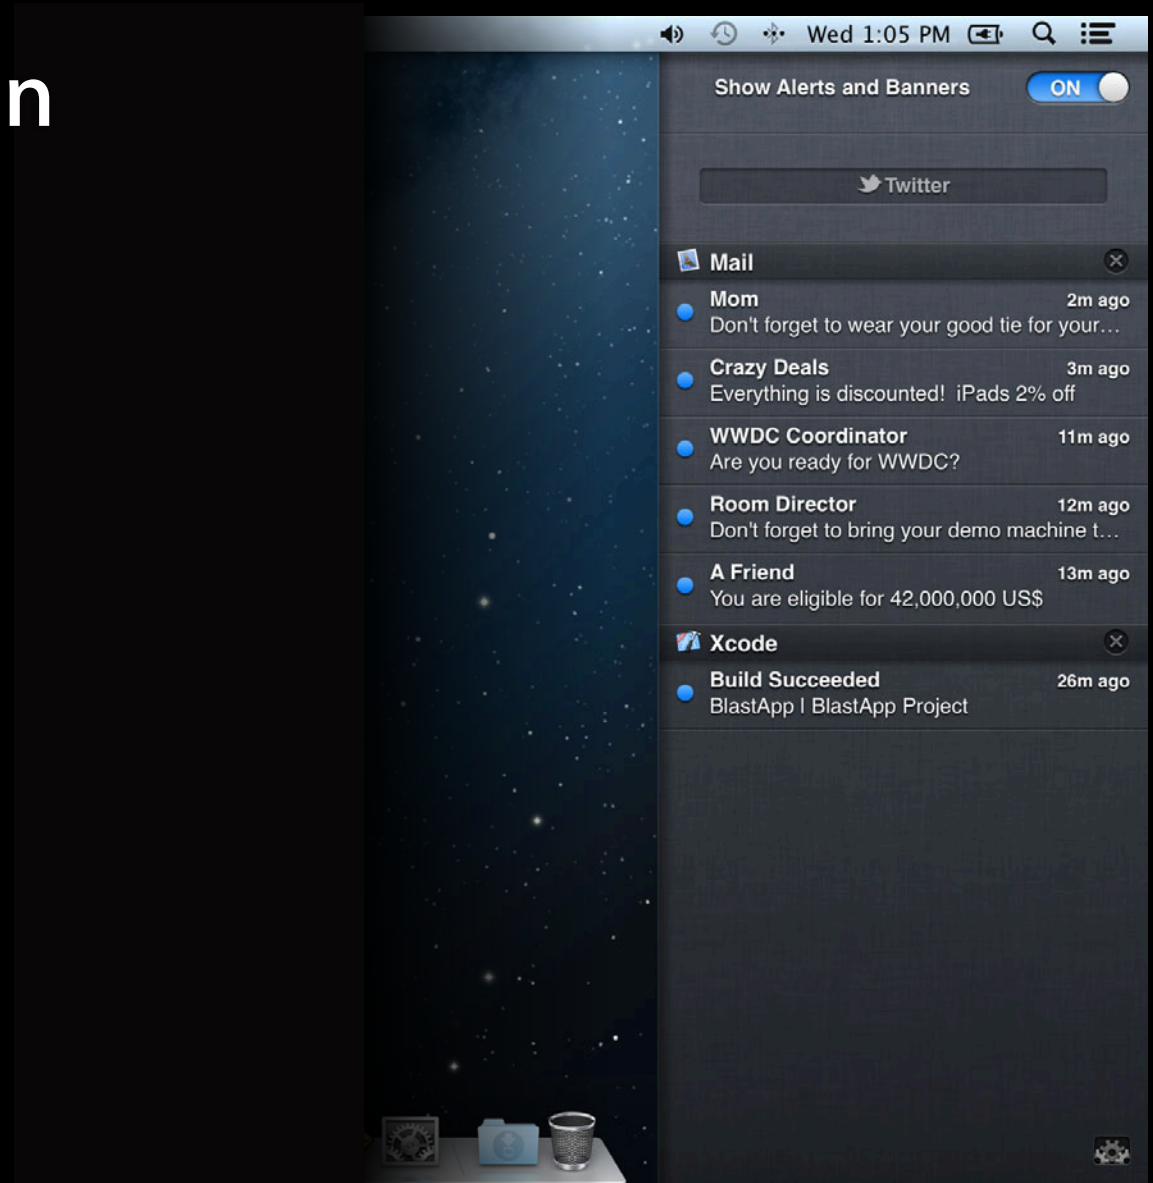 n
Wed 1:05 PM
Show Alerts and Banners ON
Twitter
Mail
Mom 2m ago
Don't forget to wear your good tie for your…
Crazy Deals 3m ago
Everything is discounted!  iPads 2% off
WWDC Coordinator 11m ago
Are you ready for WWDC?
Room Director 12m ago
Don't forget to bring your demo machine t…
A Friend 13m ago
You are eligible for 42,000,000 US$
Xcode
Build Succeeded 26m ago
BlastApp | BlastApp Project